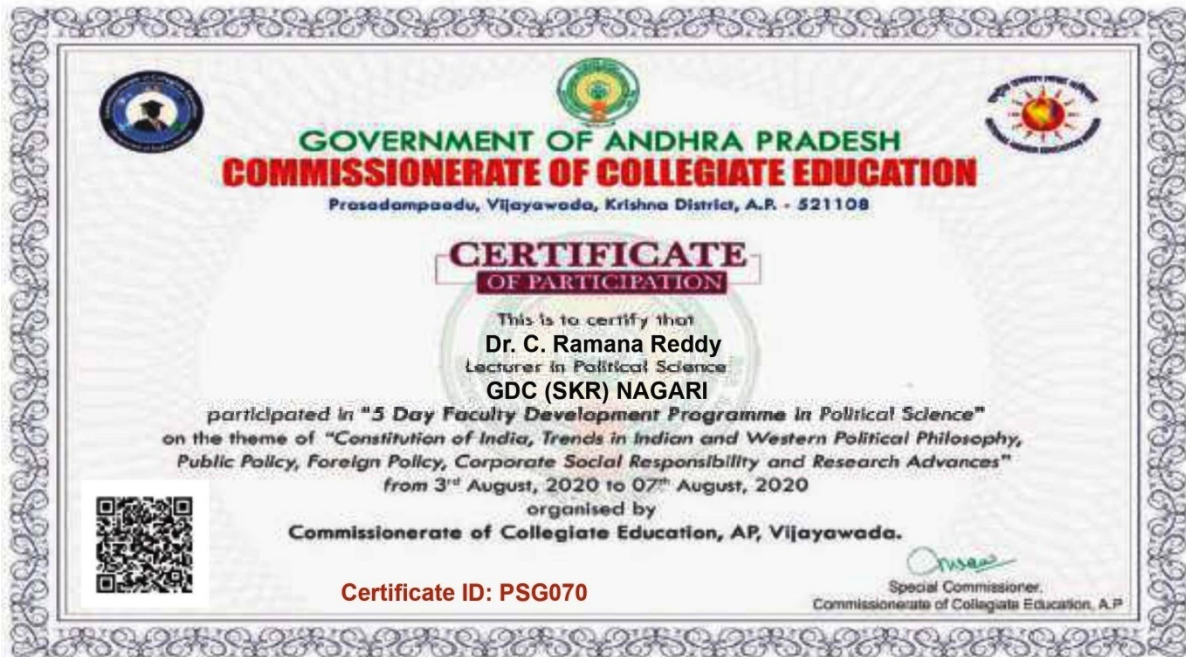 GOVERNMENT OF ANDHRA PRADESH
COMMISSIONERATE OF COLLEGIATE EDUCATION
Prasadampaadu, Vijayawada, Krishna District, A.P. - 521108
CERTIFICATE
OF PARTICIPATION
This is to certify that
Dr. C. Ramana Reddy
Lecturer in Political Science
GDC (SKR) NAGARI
participated in "5 Day Faculty Development Programme in Political Science"
on the theme of "Constitution of India, Trends in Indian and Western Political Philosophy,
Public Policy, Foreign Policy, Corporate Social Responsibility and Research Advances"
from 3rd August, 2020 to 07th August, 2020
organised by
Commissionerate of Collegiate Education, AP, Vijayawada.
Certificate ID: PSG070
Special Commissioner,
Commissionerate of Collegiate Education, A.P